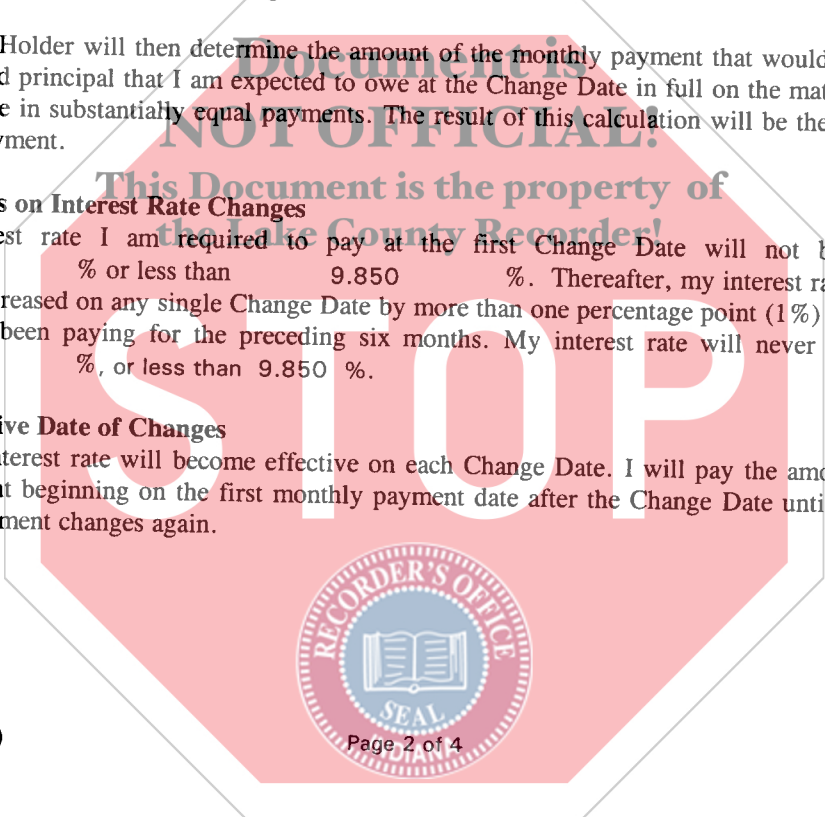 Holder will then determine the amount of the monthly payment that would
d principal that I am expected to owe at the Change Date in full on the mat
e in substantially equal payments. The result of this calculation will be the
yment.
Document is
NOT OFFICIAL!
This Document is the property of
the Lake County Recorder!
s on Interest Rate Changes
est rate I am required to pay at the first Change Date will not b
% or less than 9.850 %. Thereafter, my interest ra
reased on any single Change Date by more than one percentage point (1%)
been paying for the preceding six months. My interest rate will never
%, or less than 9.850 %.
STOP
ive Date of Changes
nterest rate will become effective on each Change Date. I will pay the amo
t beginning on the first monthly payment date after the Change Date unti
ment changes again.
RECORDER'S OFFICE
SEAL
)
Page 2 of 4